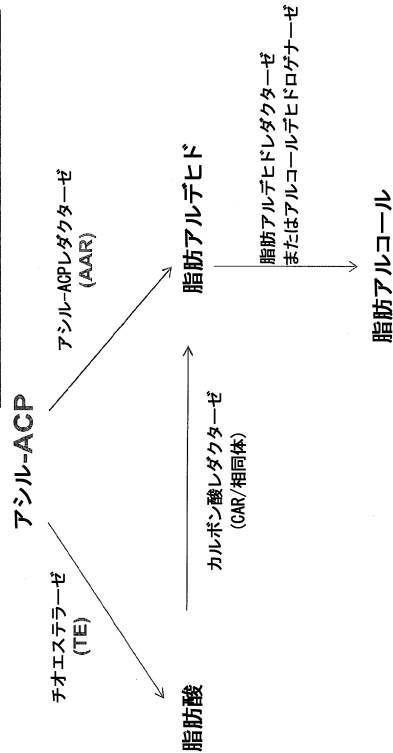 アシル-ACP
チオエステラーゼ
(TE)
アシル-ACPレダクターゼ
(AAR)
脂肪酸
カルボン酸レダクターゼ
(CAR/相同体)
脂肪アルデヒド
脂肪アルデヒドレダクターゼ
またはアルコールデヒドロゲナーゼ
脂肪アルコール